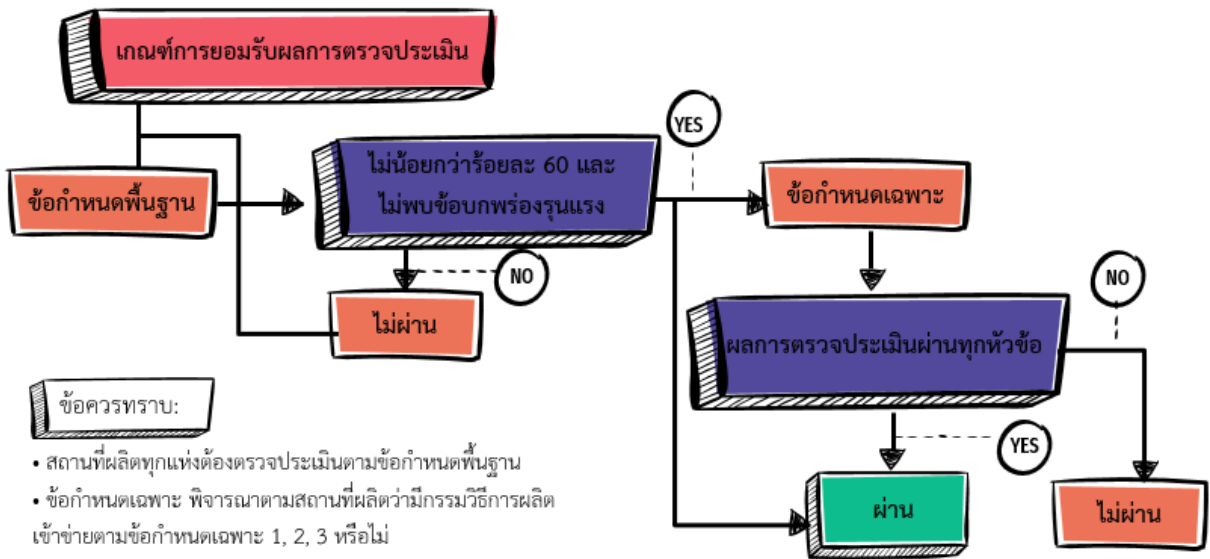 เกณฑ์การยอมรับผลการตรวจประเมิน
ข้อกำหนดพื้นฐาน
ไม่น้อยกว่าร้อยละ 60 และ
ไม่พบข้อบกพร่องรุนแรง
YES
ข้อกำหนดเฉพาะ
NO
ไม่ผ่าน
ผลการตรวจประเมินผ่านทุกหัวข้อ
NO
YES
ผ่าน
ไม่ผ่าน
ข้อควรทราบ:
• สถานที่ผลิตทุกแห่งต้องตรวจประเมินตามข้อกำหนดพื้นฐาน
• ข้อกำหนดเฉพาะ พิจารณาตามสถานที่ผลิตว่ามีกรรมวิธีการผลิต
เข้าข่ายตามข้อกำหนดเฉพาะ 1, 2, 3 หรือไม่